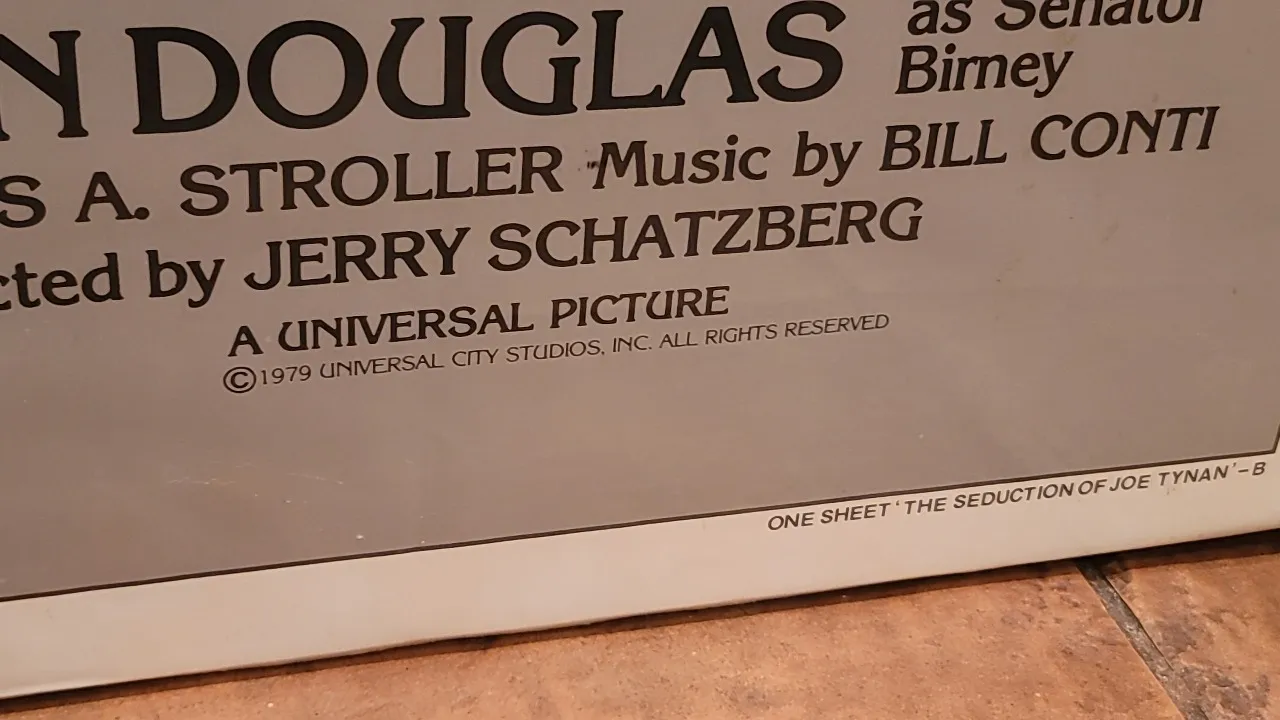 N DOUGLAS as Senator
Birney
S A. STROLLER Music by BILL CONTI
cted by JERRY SCHATZBERG
A UNIVERSAL PICTURE
©1979 UNIVERSAL CITY STUDIOS, INC. ALL RIGHTS RESERVED
ONE SHEET 'THE SEDUCTION OF JOE TYNAN'-B